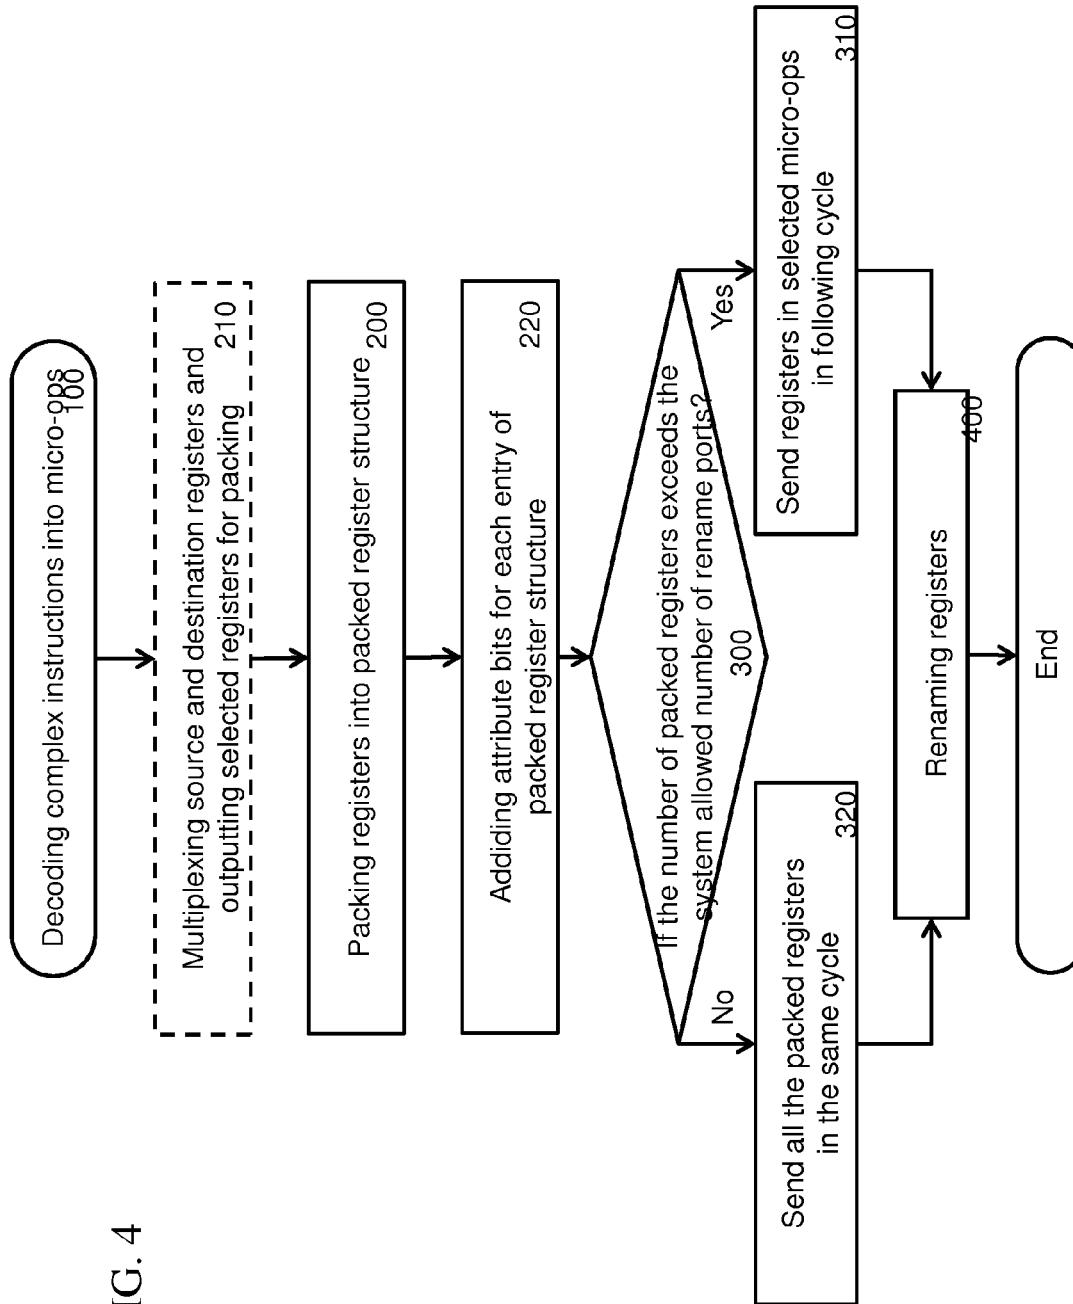 Decoding complex instructions into micro-ops
100
Multiplexing source and destination registers and
outputting selected registers for packing
210
Packing registers into packed register structure
200
Addiding attribute bits for each entry of
packed register structure
220
If the number of packed registers exceeds the
system allowed number of rename ports?
300
No
Yes
Send all the packed registers
in the same cycle
320
Send registers in selected micro-ops
in following cycle
310
Renaming registers
400
End
IG. 4